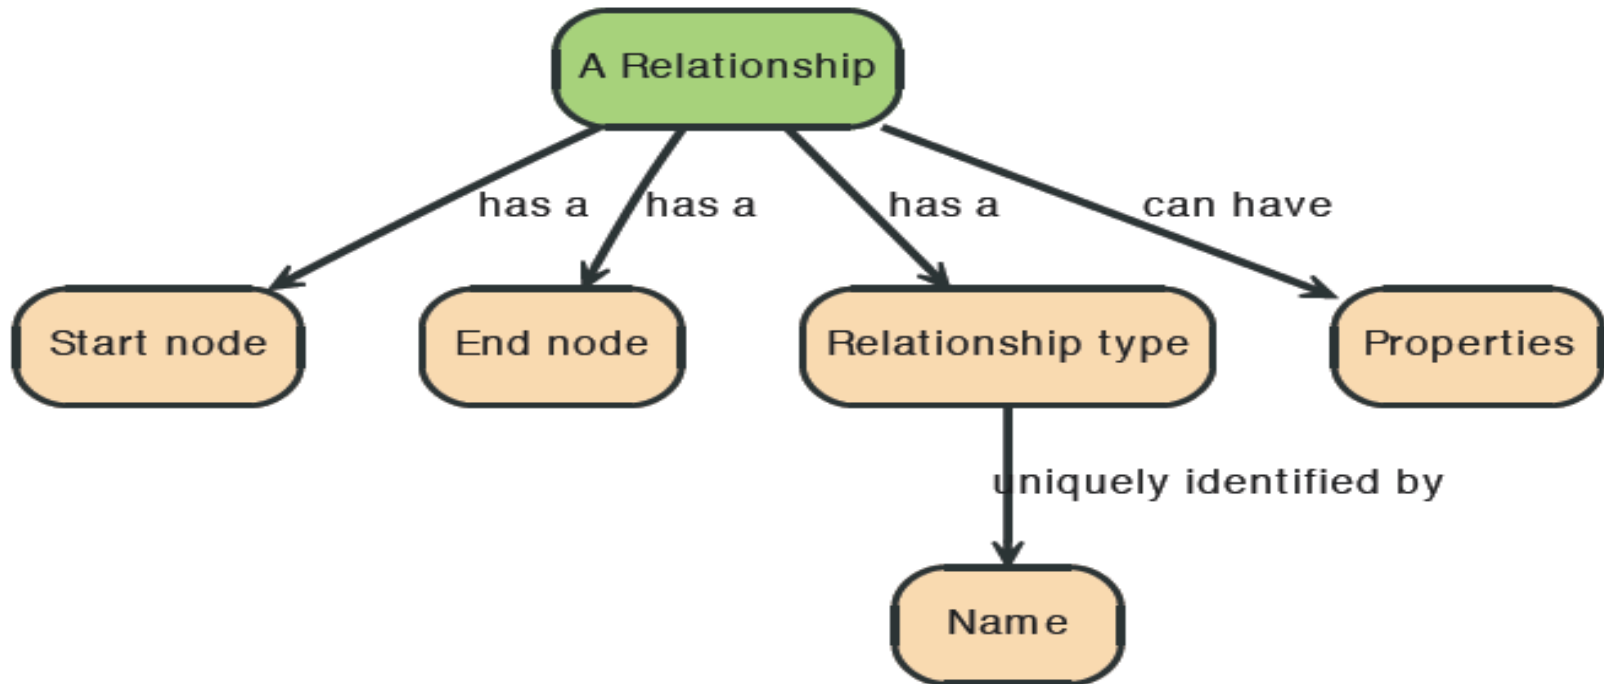 A Relationship
has a
has a
has a
can have
Start node
End node
Relationship type
Properties
uniquely identified by
Name